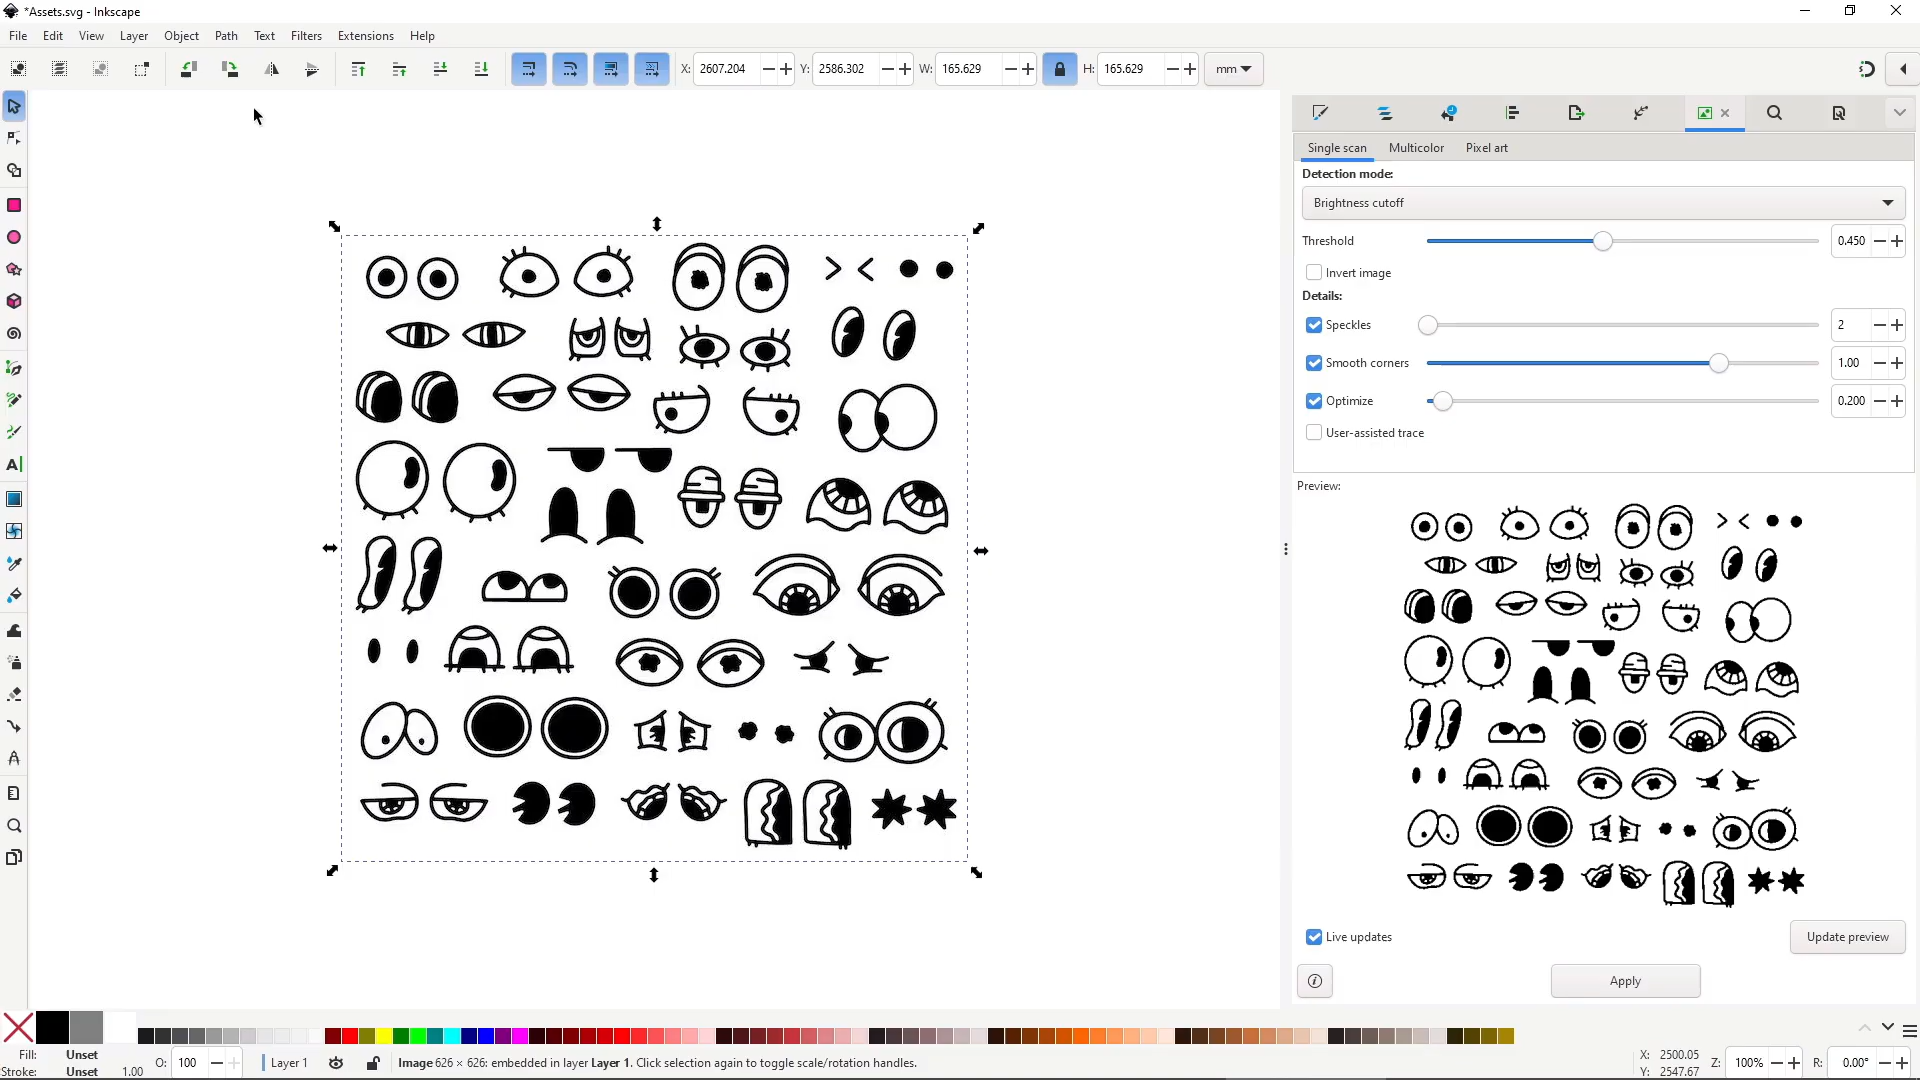 *Assets.svg - Inkscape
File Edit View Layer Object Path Text Filters Extensions Help
X: 2607.204 Y: 2586.302 W: 165.629 H: 165.629 mm
Single scan Multicolor Pixel art
Detection mode:
Brightness cutoff
Threshold 0.450
Invert image
Details:
Speckles 2
Smooth corners 1.00
Optimize 0.200
User-assisted trace
Preview:
Live updates Update preview
Apply
Fill: Unset O: 100 Layer 1 Image 626 × 626: embedded in layer Layer 1. Click selection again to toggle scale/rotation handles. X: 2500.05 Z: 100% R: 0.00°
Stroke: Unset 1.00 Y: 2547.67